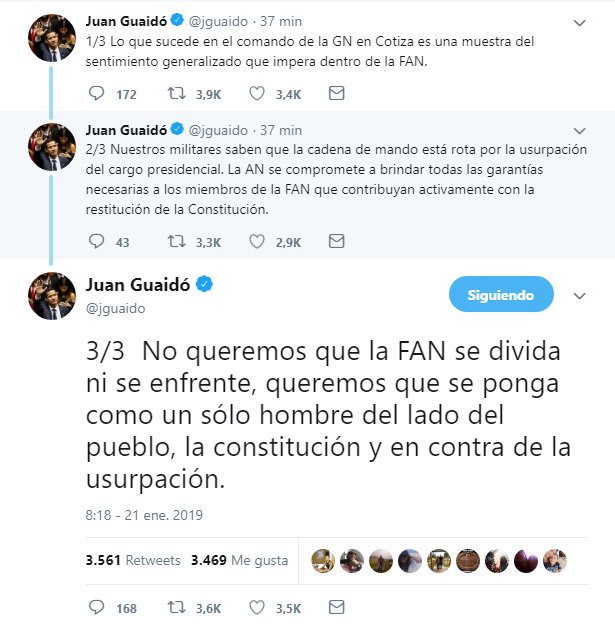 Juan Guaidó @jguaido · 37 min
1/3 Lo que sucede en el comando de la GN en Cotiza es una muestra del
sentimiento generalizado que impera dentro de la FAN.
172 3,9K 3,4K
Juan Guaidó @jguaido · 37 min
2/3 Nuestros militares saben que la cadena de mando está rota por la usurpación
del cargo presidencial. La AN se compromete a brindar todas las garantías
necesarias a los miembros de la FAN que contribuyan activamente con la
restitución de la Constitución.
43 3,3K 2,9K
Juan Guaidó
@jguaido
Siguiendo
3/3 No queremos que la FAN se divida
ni se enfrente, queremos que se ponga
como un sólo hombre del lado del
pueblo, la constitución y en contra de la
usurpación.
8:18 - 21 ene. 2019
3.561 Retweets 3.469 Me gusta
168 3,6K 3,5K